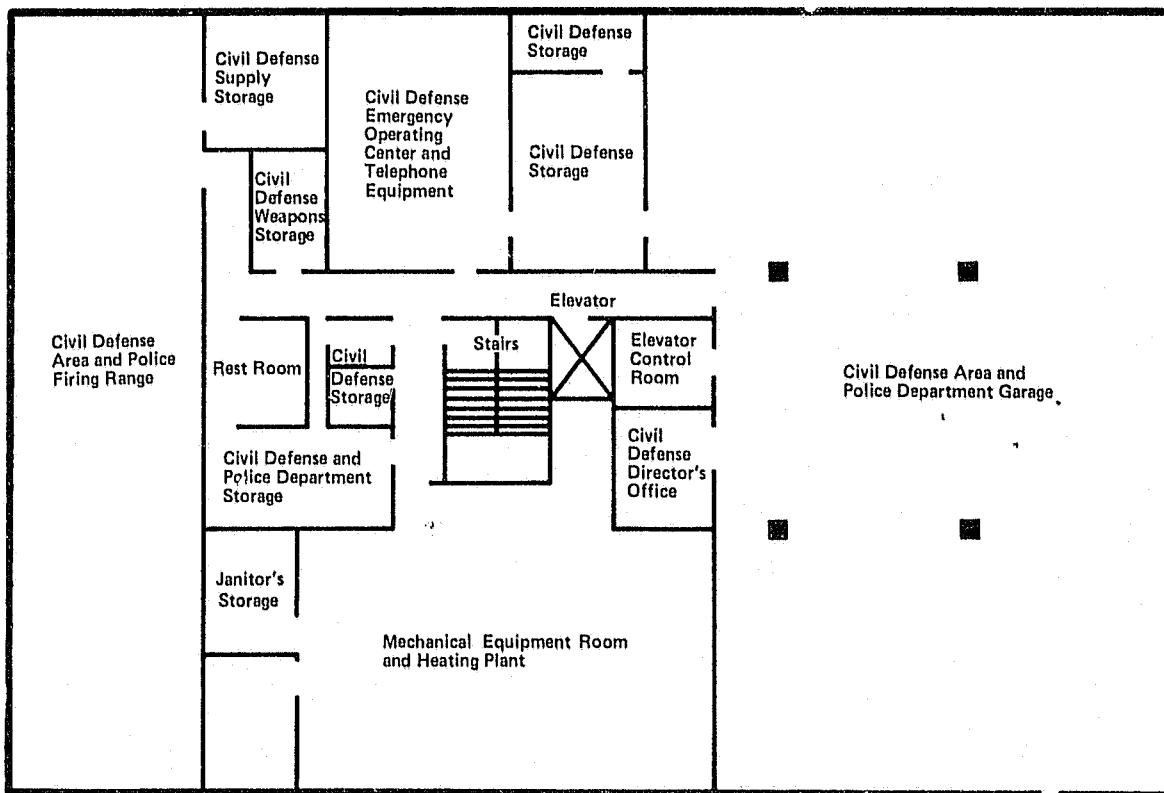 Civil Defense
Supply
Storage
Civil Defense
Emergency
Operating
Center and
Telephone
Equipment
Civil Defense
Storage
Civil Defense
Storage
Civil
Defense
Weapons
Storage
Elevator
Civil Defense
Area and Police
Firing Range
Rest Room
Civil
Defense
Storage
Stairs
Elevator
Control
Room
Civil Defense Area and
Police Department Garage
Civil Defense and
Police Department
Storage
Civil
Defense
Director's
Office
Janitor's
Storage
Mechanical Equipment Room
and Heating Plant